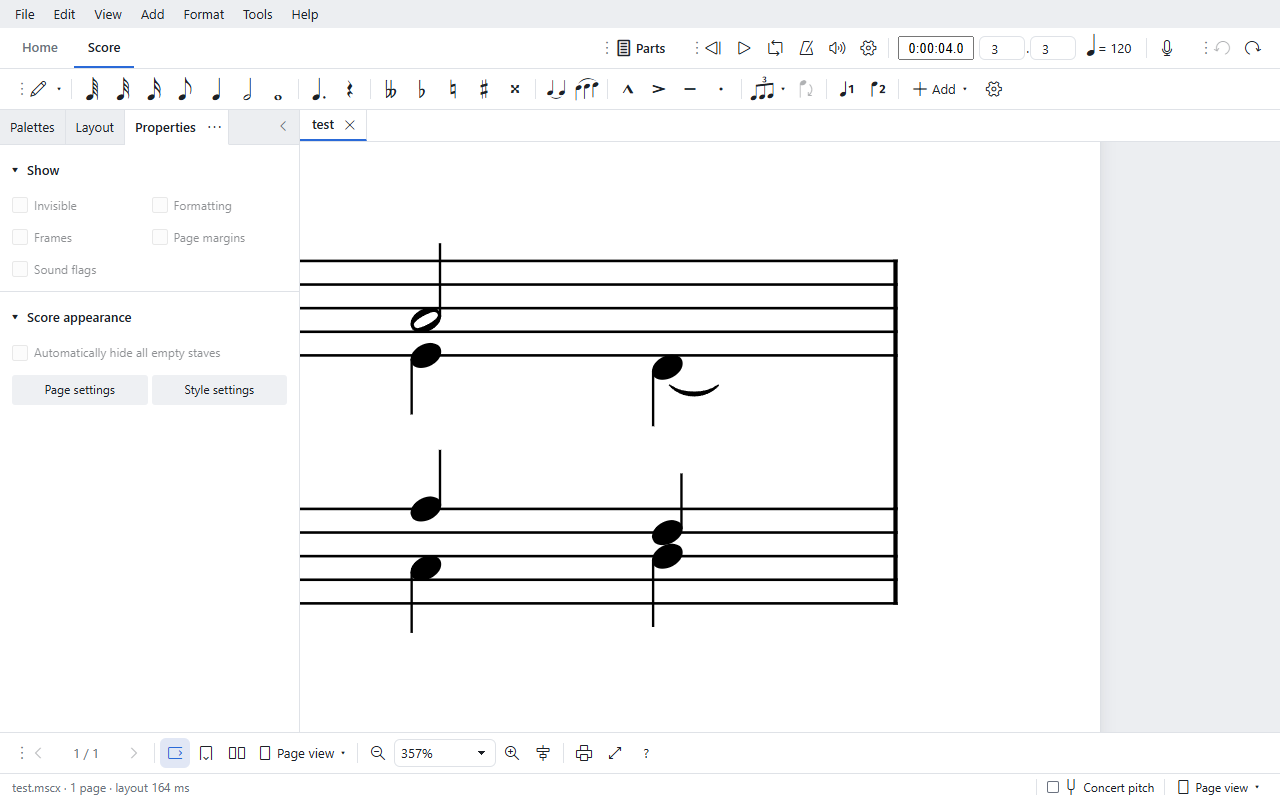 File Edit View Add Format Tools Help
Home Score Parts 0:00:04.0 3 . 3 = 120
3 1 2 Add
Palettes Layout Properties test
Show
Invisible Formatting
Frames Page margins
Sound flags
Score appearance
Automatically hide all empty staves
Page settings Style settings
1 / 1 Page view 357% ?
test.mscx · 1 page · layout 164 ms Concert pitch Page view